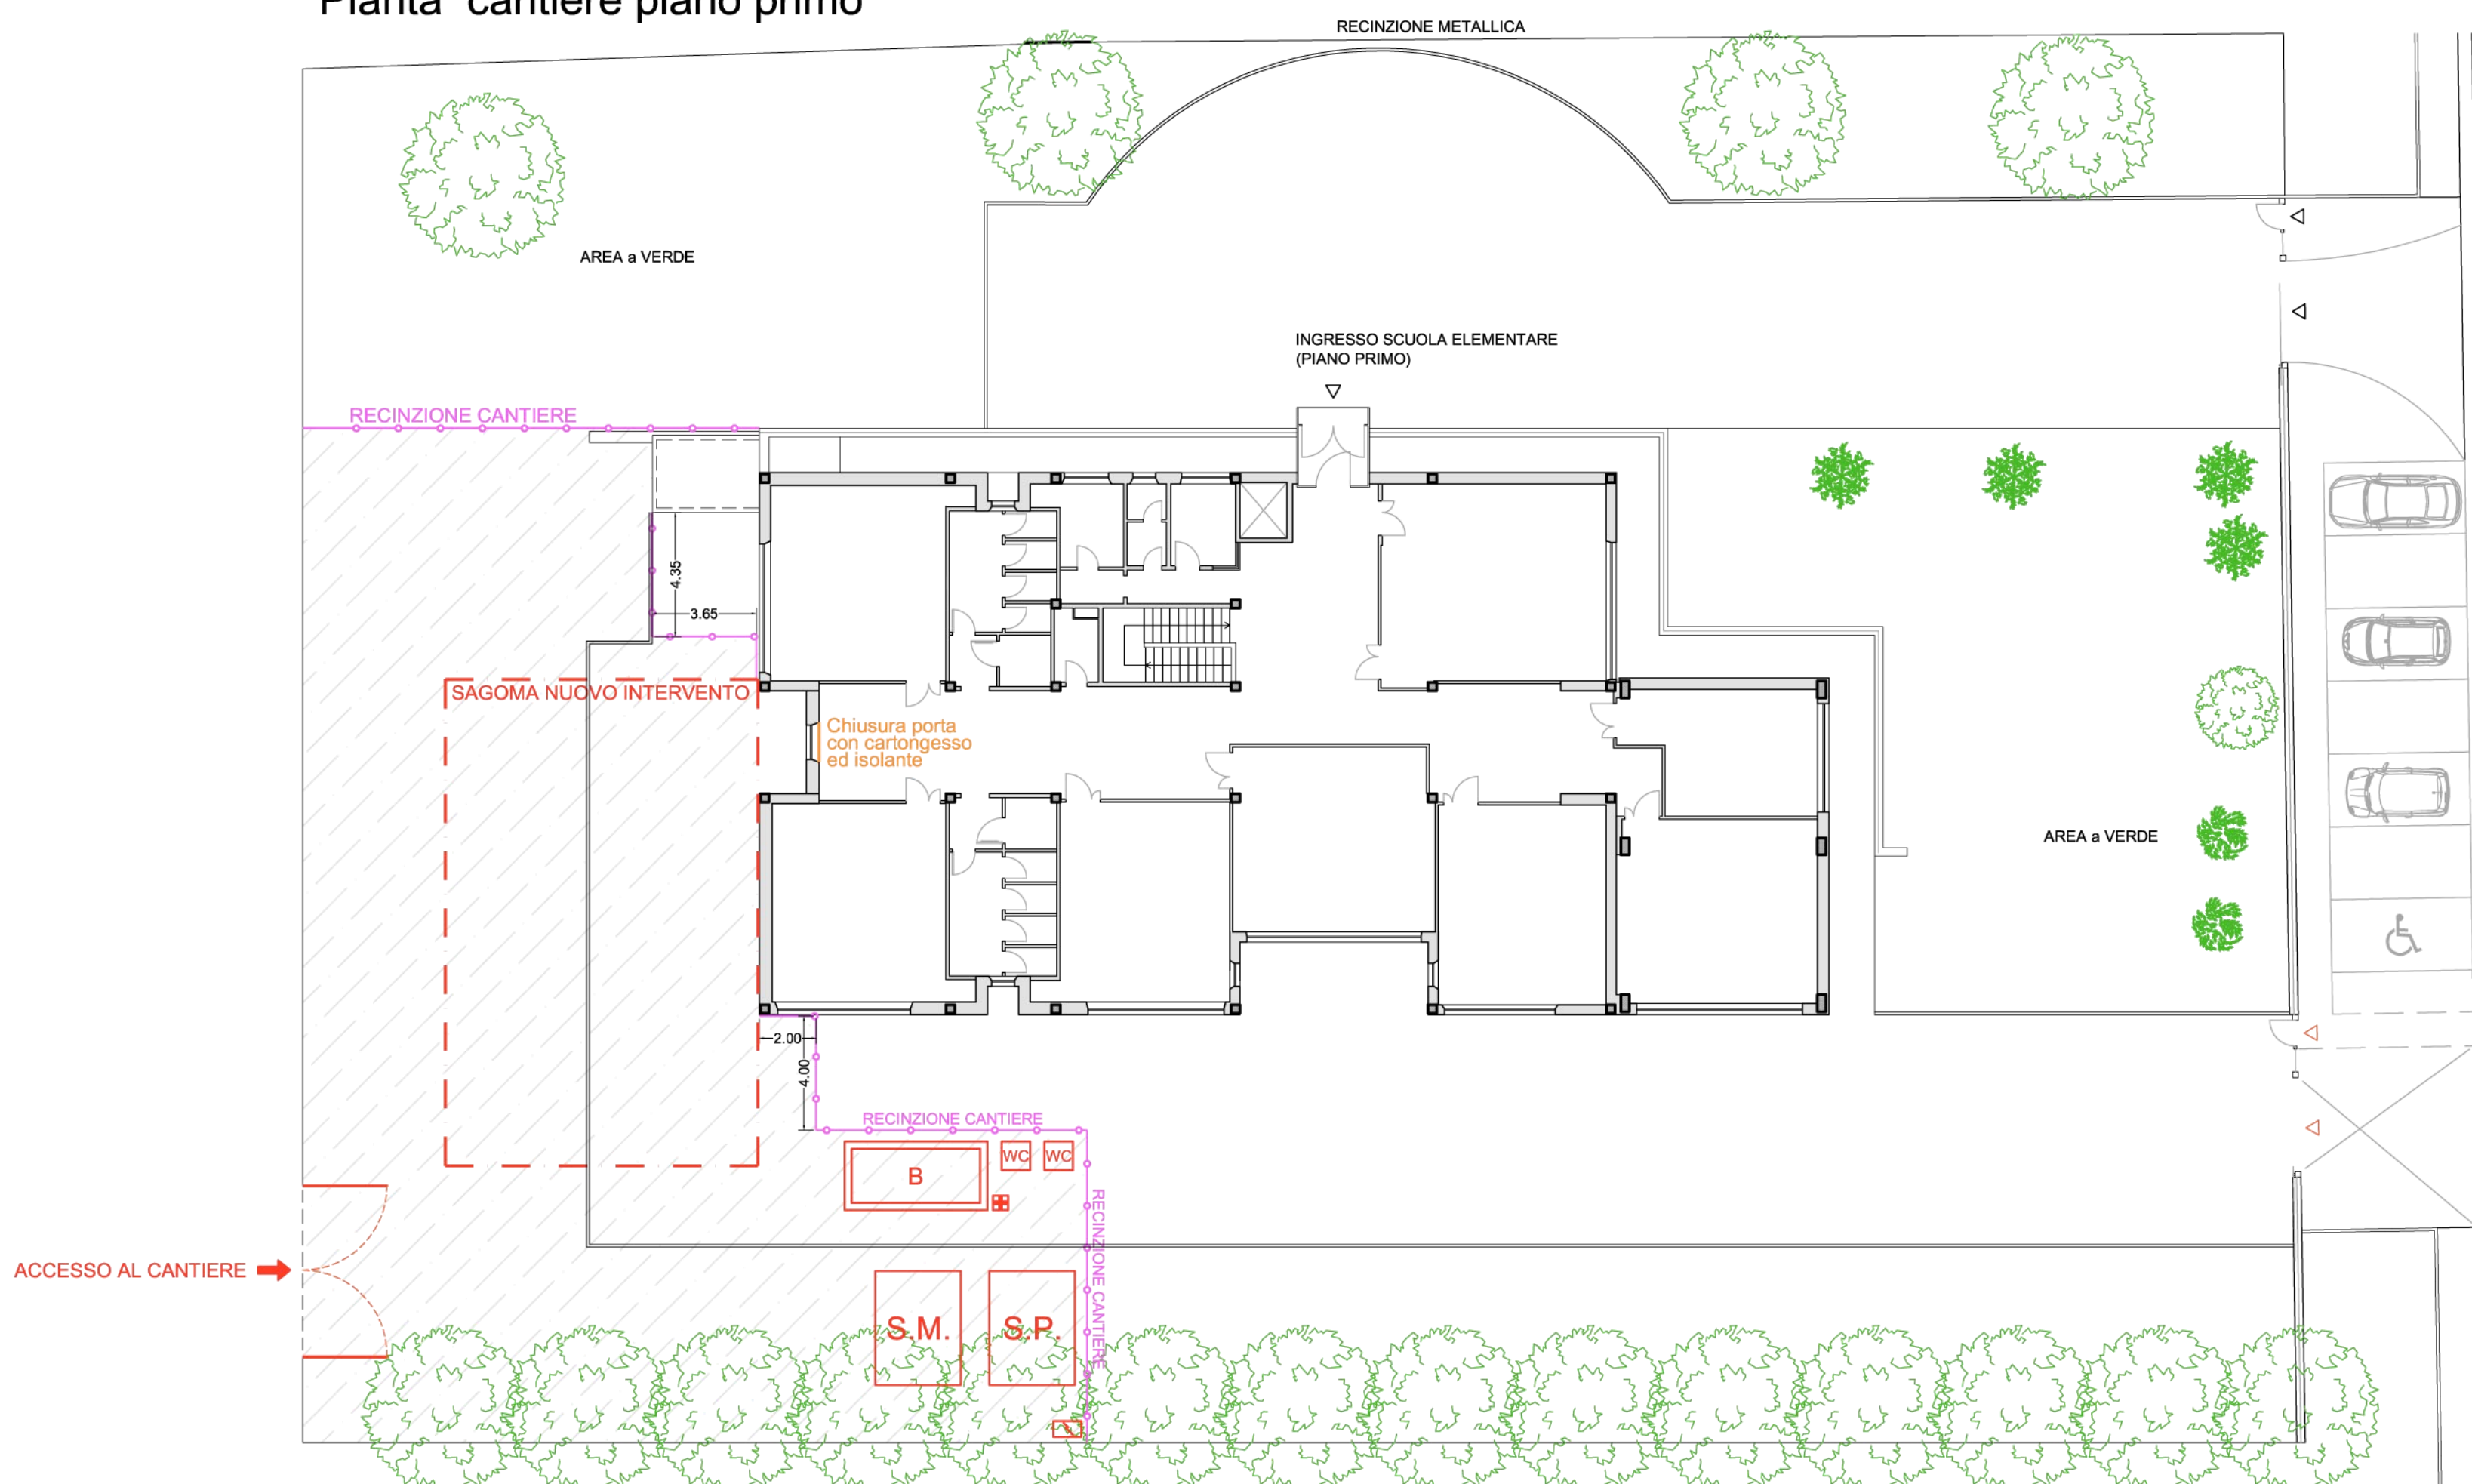 Pianta cantiere piano primo
RECINZIONE METALLICA
AREA a VERDE
INGRESSO SCUOLA ELEMENTARE
(PIANO PRIMO)
RECINZIONE CANTIERE
4.35
3.65
SAGOMA NUOVO INTERVENTO
Chiusura porta
con cartongesso
ed isolante
AREA a VERDE
2.00
4.00
RECINZIONE CANTIERE
B
WC
WC
RECINZIONE CANTIERE
ACCESSO AL CANTIERE
S.M.
S.P.